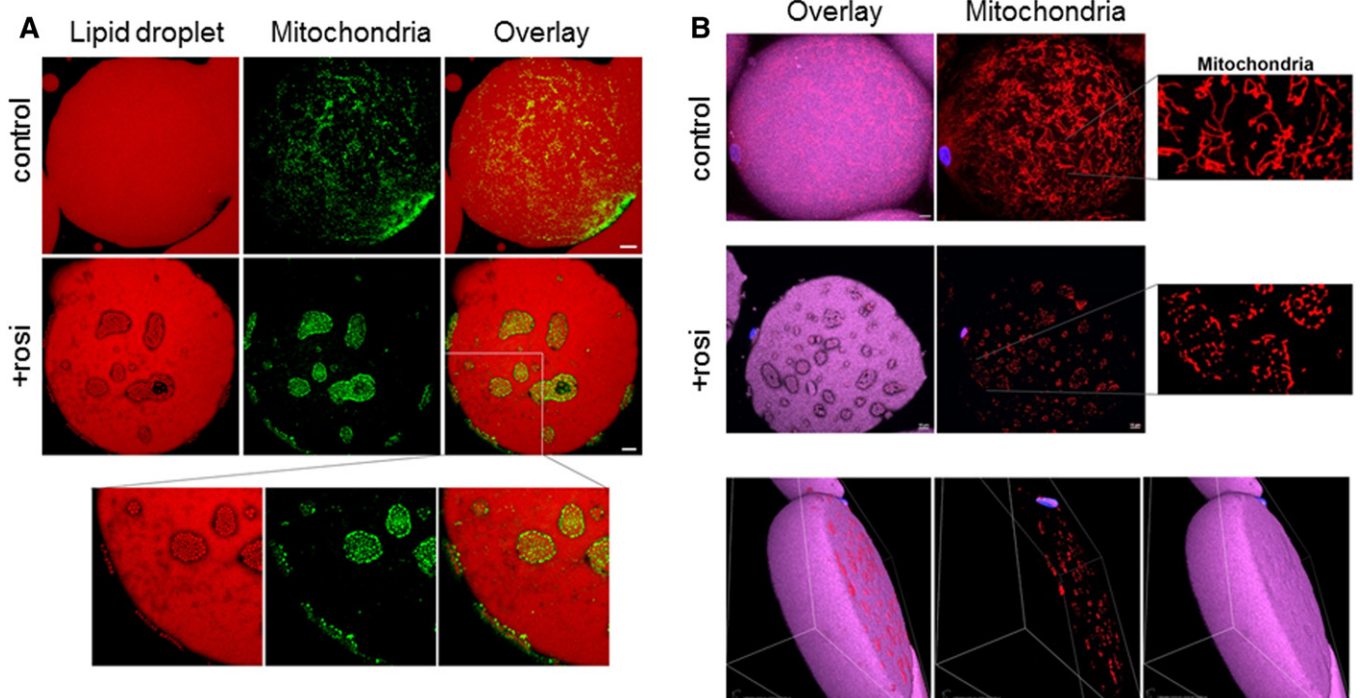 A
Lipid droplet
Mitochondria
Overlay
control
+rosi
B
Overlay
Mitochondria
Mitochondria
control
+rosi